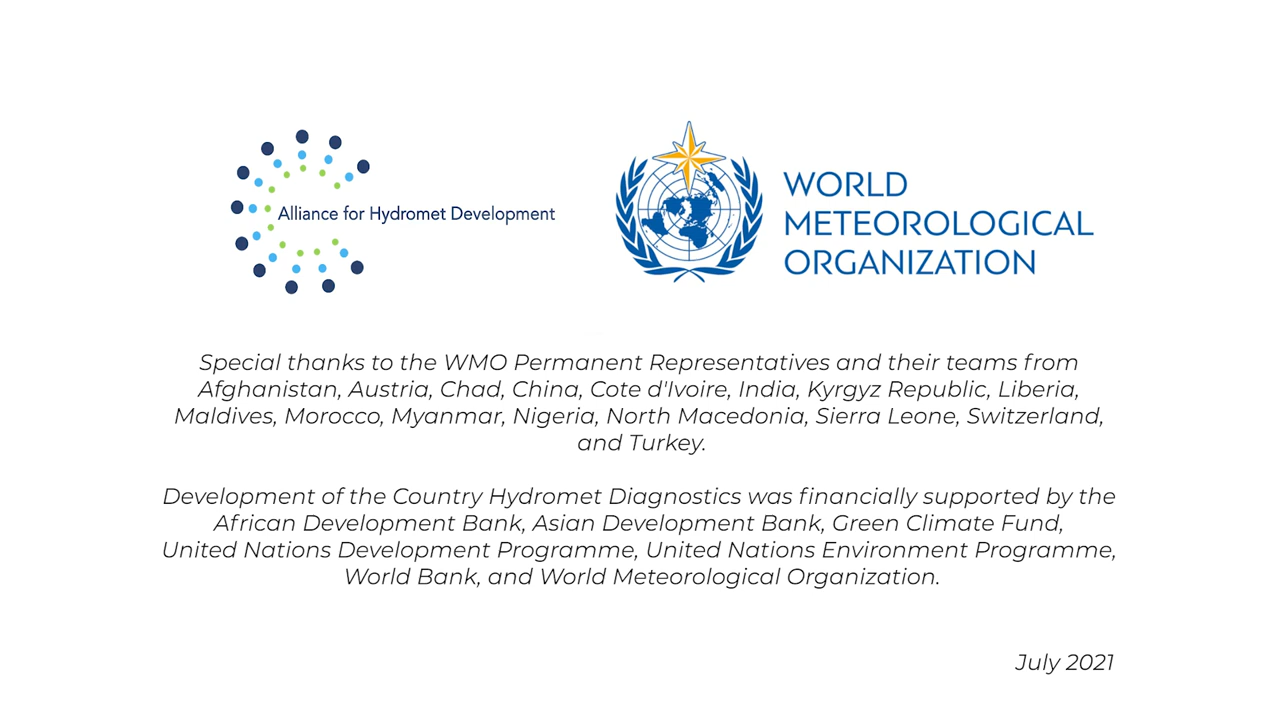 Alliance for Hydromet Development
WORLD
METEOROLOGICAL
ORGANIZATION
Special thanks to the WMO Permanent Representatives and their teams from
Afghanistan, Austria, Chad, China, Cote d'Ivoire, India, Kyrgyz Republic, Liberia,
Maldives, Morocco, Myanmar, Nigeria, North Macedonia, Sierra Leone, Switzerland,
and Turkey.
Development of the Country Hydromet Diagnostics was financially supported by the
African Development Bank, Asian Development Bank, Green Climate Fund,
United Nations Development Programme, United Nations Environment Programme,
World Bank, and World Meteorological Organization.
July 2021